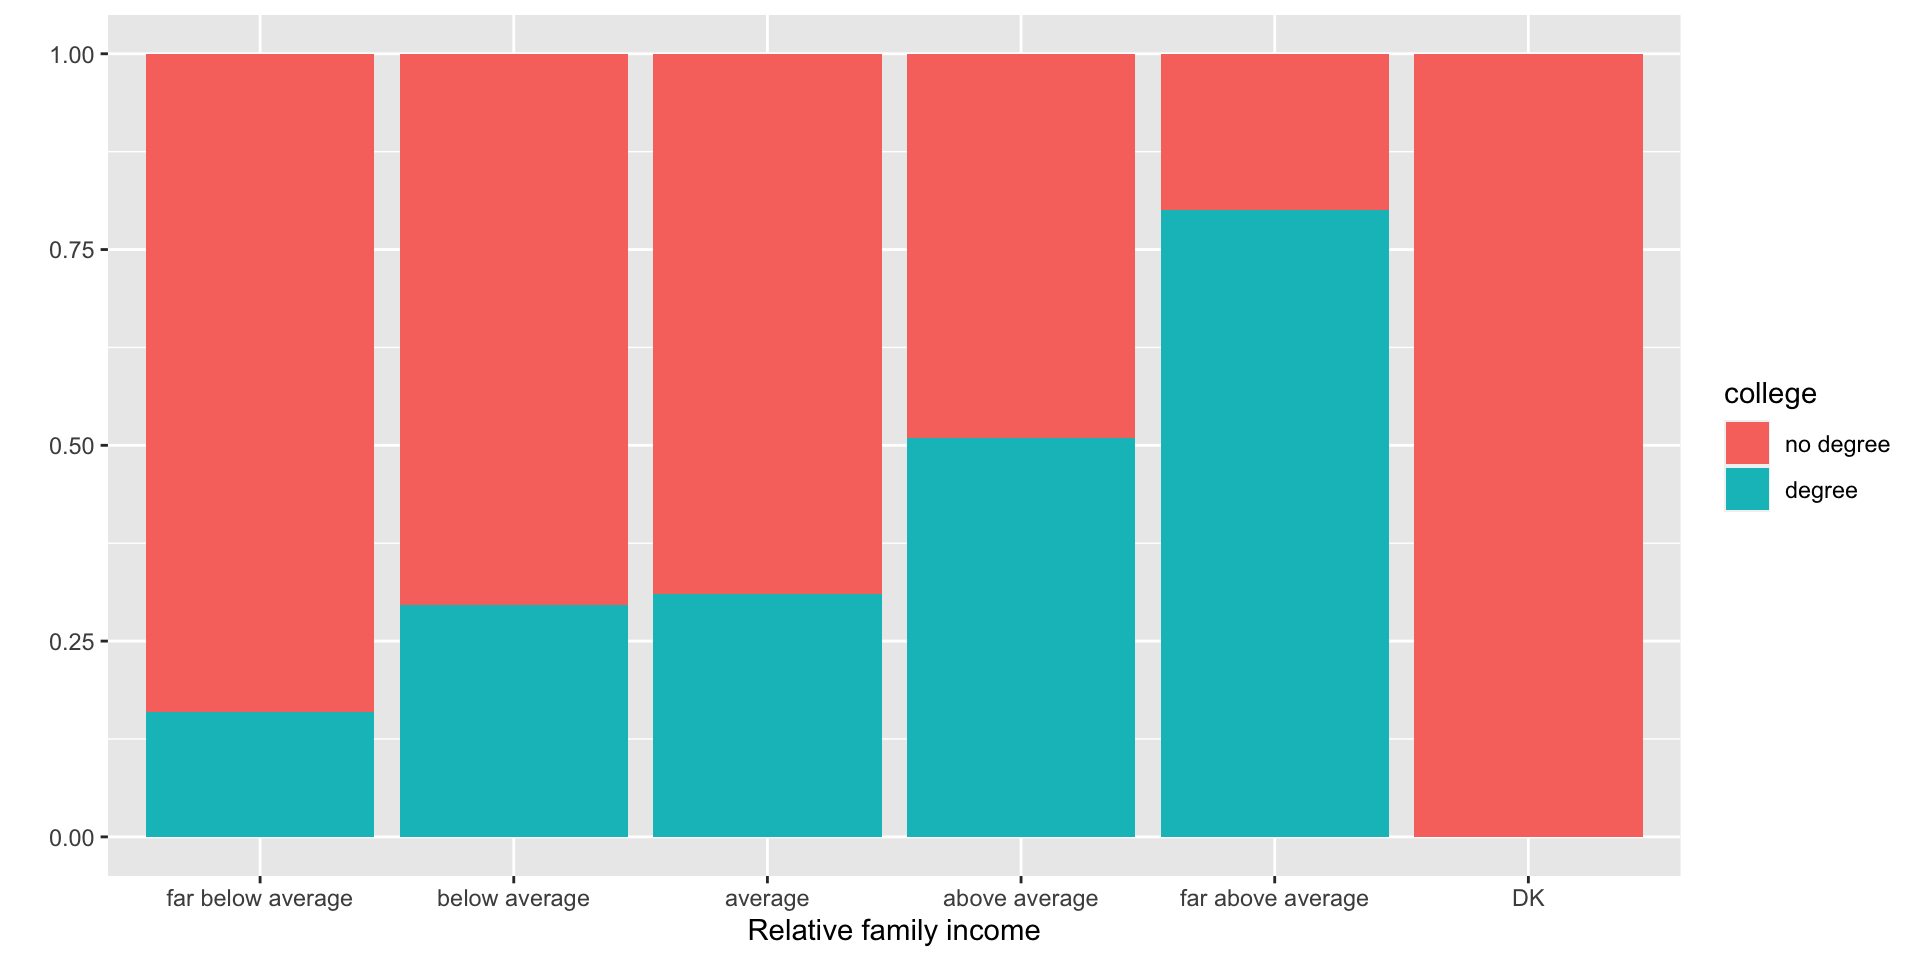 1.00
0.75
0.50
0.25
0.00
far below average
below average
average
above average
far above average
DK
Relative family income
college
no degree
degree